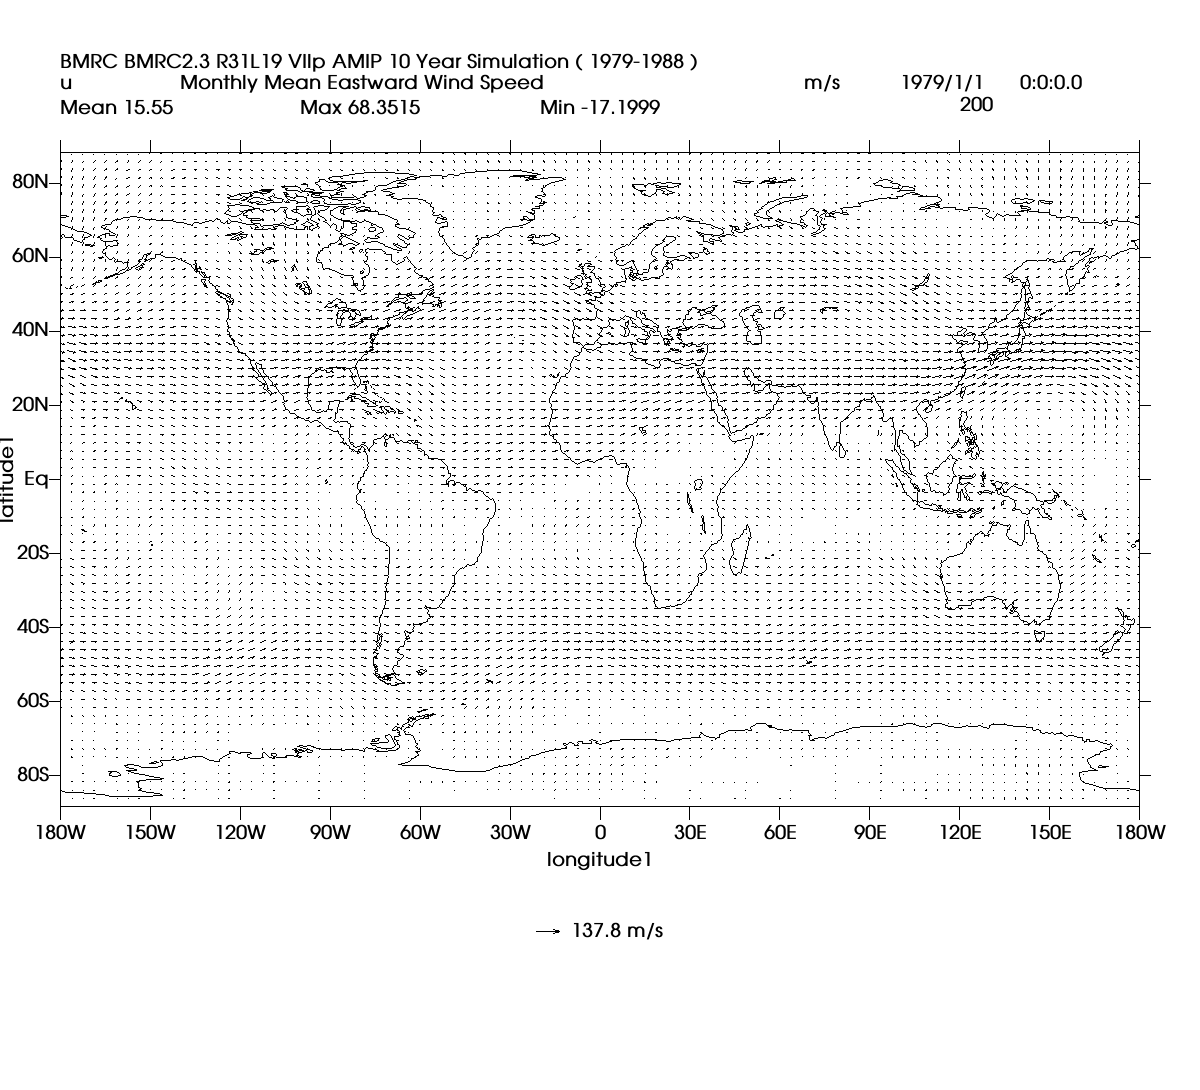 BMRC BMRC2.3 R31L19 VIIp AMIP 10 Year Simulation ( 1979-1988 )
u Monthly Mean Eastward Wind Speed m/s 1979/1/1 0:0:0.0
Mean 15.55 Max 68.3515 Min -17.1999 200
80N
60N
40N
20N
Eq
20S
40S
60S
80S
latitude1
180W 150W 120W 90W 60W 30W 0 30E 60E 90E 120E 150E 180W
longitude1
137.8 m/s